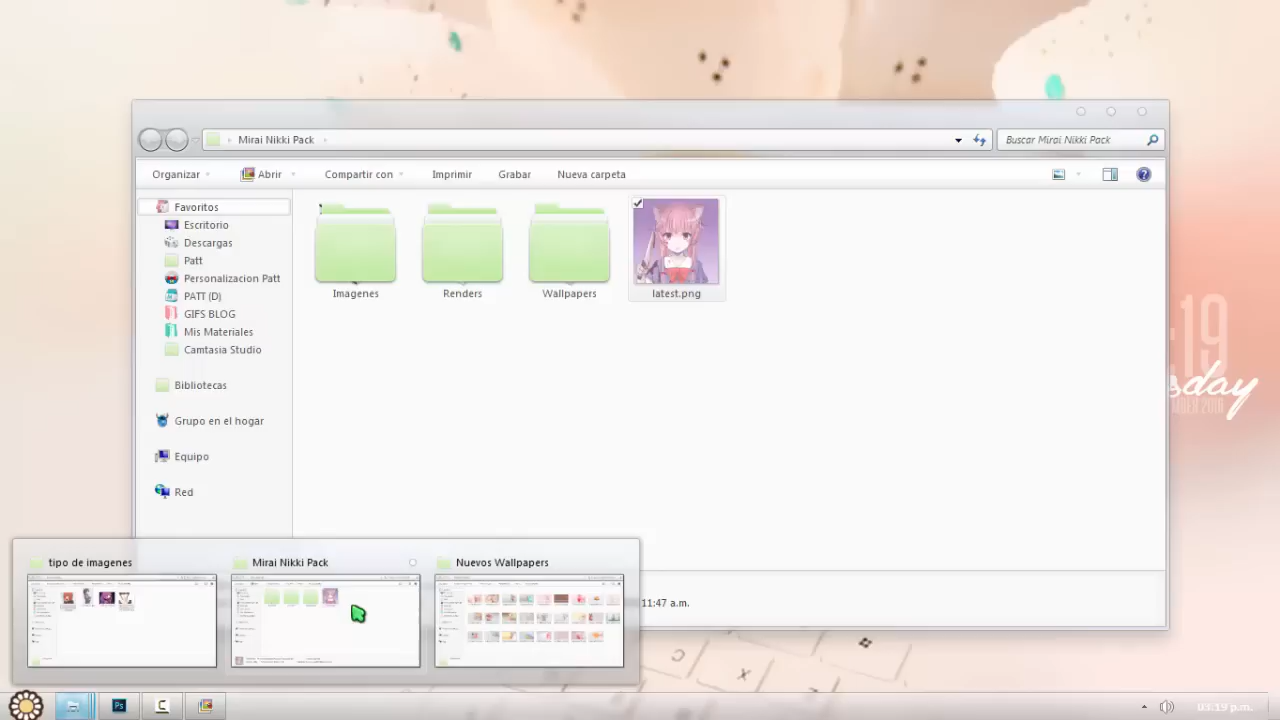 Mirai Nikki Pack
Buscar Mirai Nikki Pack
Organizar
Abrir
Compartir con
Imprimir
Grabar
Nueva carpeta
Favoritos
Escritorio
Descargas
Patt
Personalizacion Patt
PATT (D)
GIFS BLOG
Mis Materiales
Camtasia Studio
Bibliotecas
Grupo en el hogar
Equipo
Red
Imagenes
Renders
Wallpapers
latest.png
:19
sday
2016
11:47 a.m.
tipo de imagenes
Mirai Nikki Pack
Nuevos Wallpapers
Ps
C
03:19 p.m.